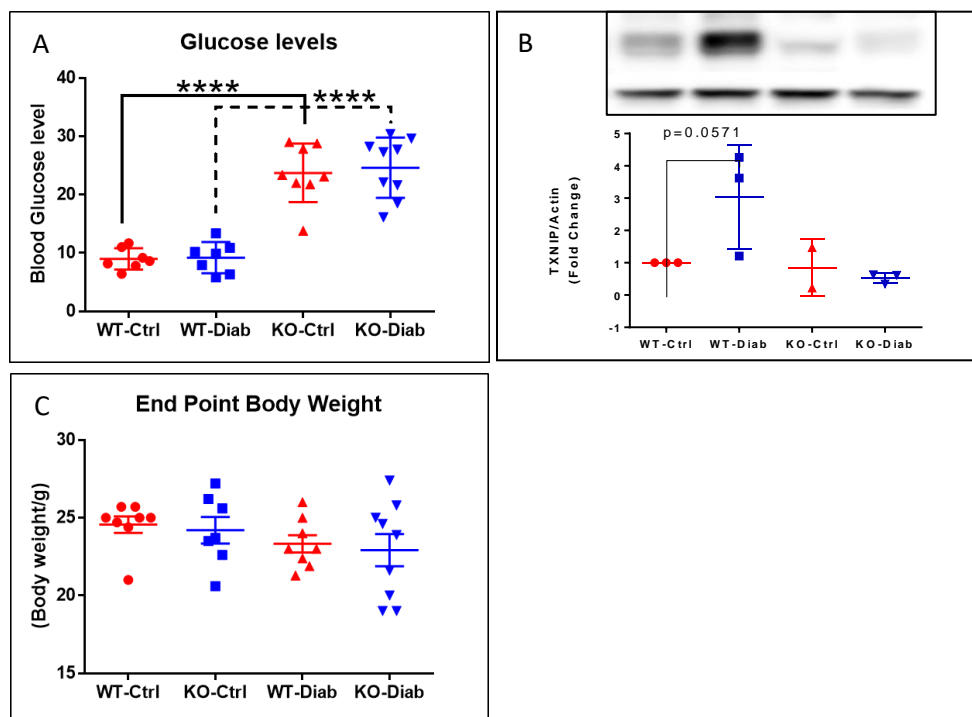 A
Glucose levels
****
****
Blood Glucose level
40
30
20
10
0
WT-Ctrl WT-Diab KO-Ctrl KO-Diab
B
p=0.0571
TXNIP/Actin
(Fold Change)
5
4
3
2
1
0
-1
WT-Ctrl WT-Diab KO-Ctrl KO-Diab
C
End Point Body Weight
(Body weight/g)
30
25
20
15
WT-Ctrl KO-Ctrl WT-Diab KO-Diab